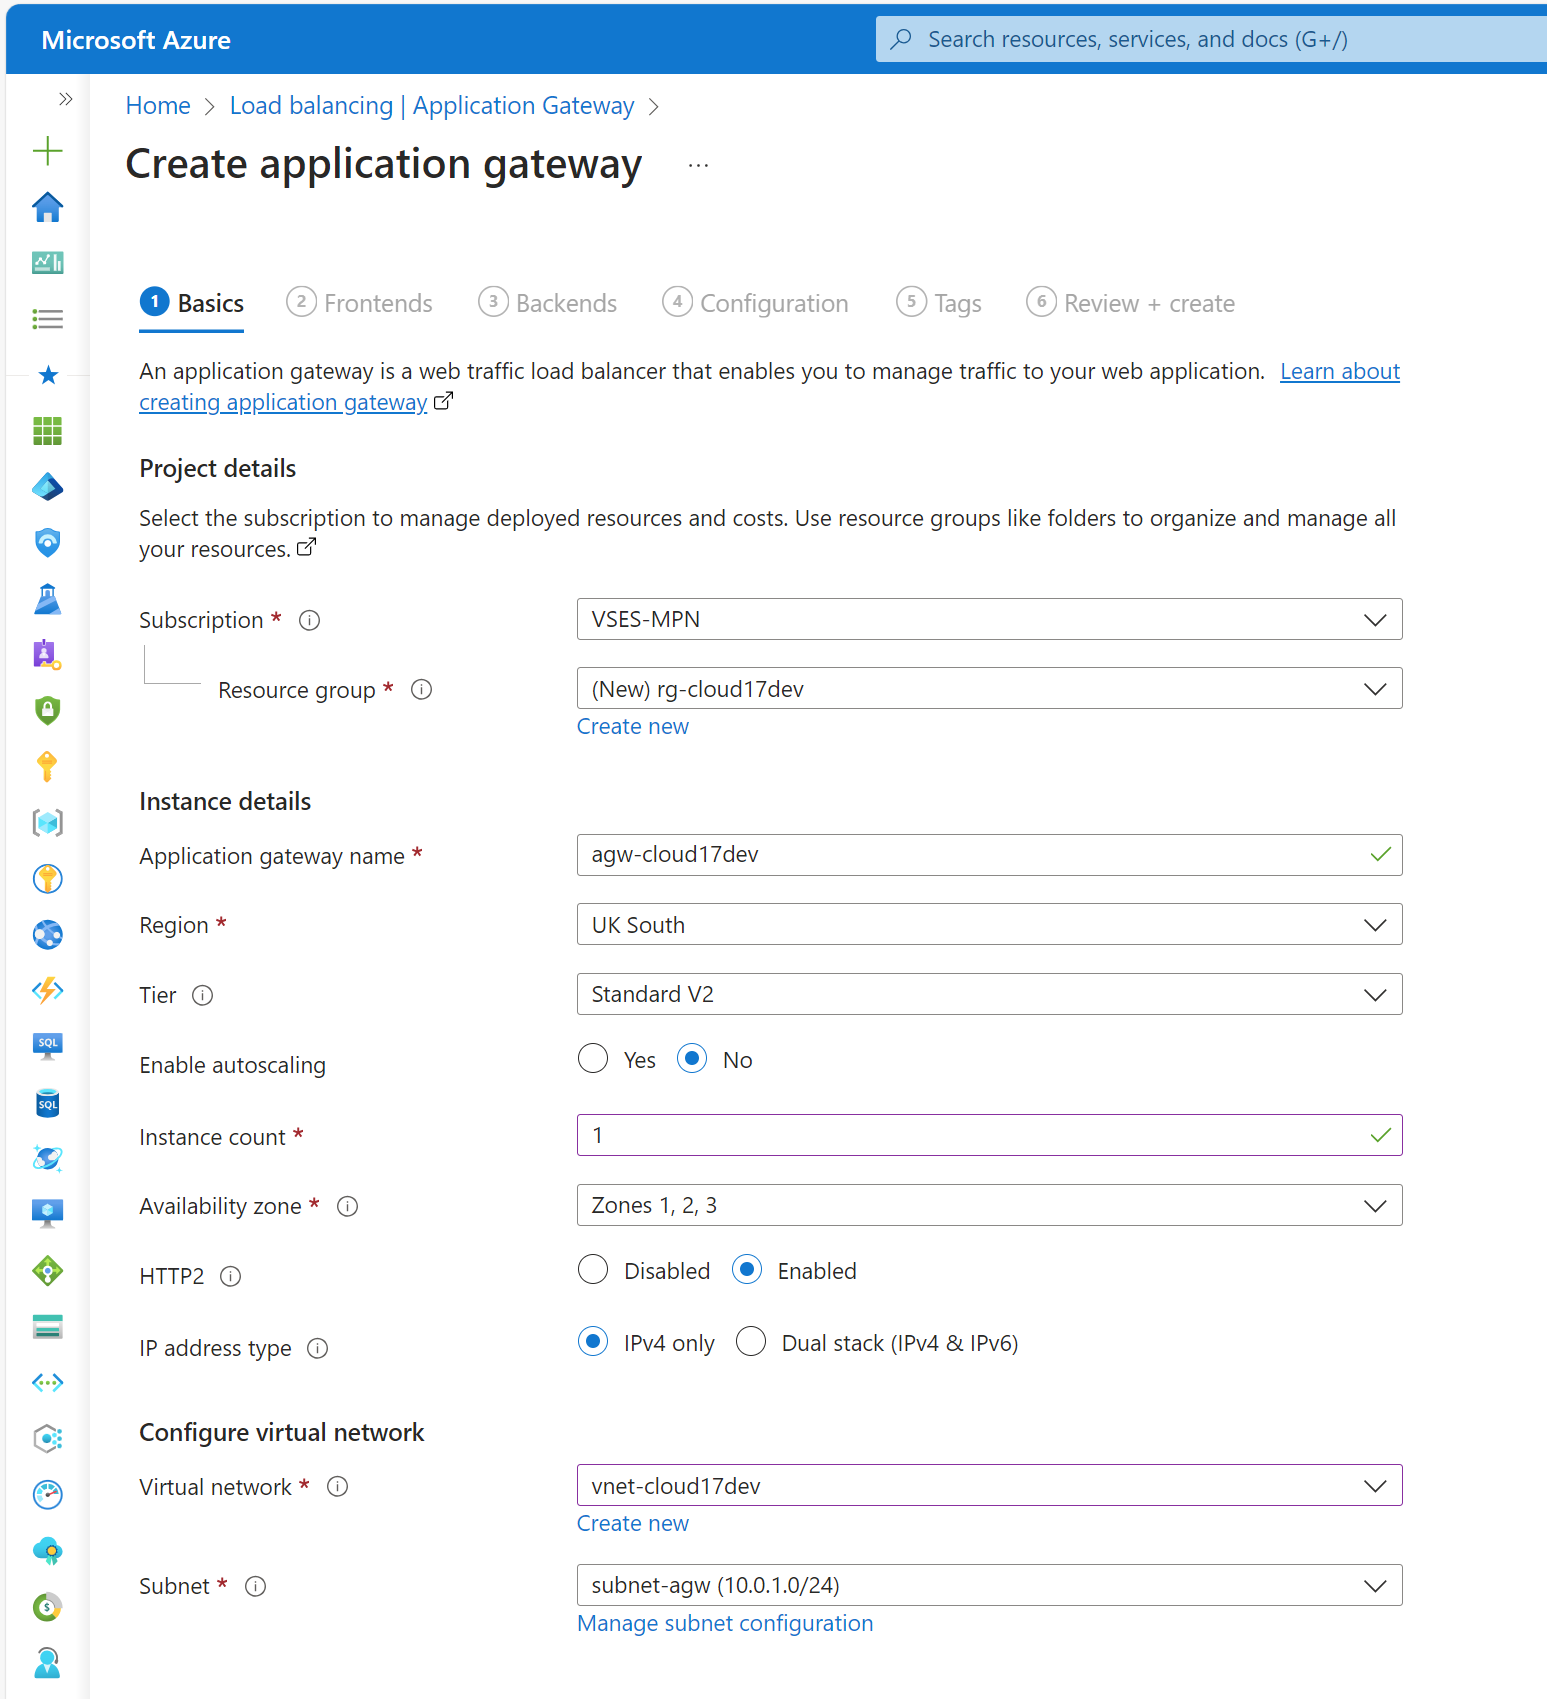 Microsoft Azure
Search resources, services, and docs (G+/)
Home > Load balancing | Application Gateway >
Create application gateway ...
1 Basics 2 Frontends 3 Backends 4 Configuration 5 Tags 6 Review + create
An application gateway is a web traffic load balancer that enables you to manage traffic to your web application. Learn about
creating application gateway
Project details
Select the subscription to manage deployed resources and costs. Use resource groups like folders to organize and manage all
your resources.
Subscription * VSES-MPN
Resource group * (New) rg-cloud17dev
Create new
Instance details
Application gateway name * agw-cloud17dev
Region * UK South
Tier Standard V2
Enable autoscaling Yes No
Instance count * 1
Availability zone * Zones 1, 2, 3
HTTP2 Disabled Enabled
IP address type IPv4 only Dual stack (IPv4 & IPv6)
Configure virtual network
Virtual network * vnet-cloud17dev
Create new
Subnet * subnet-agw (10.0.1.0/24)
Manage subnet configuration
SQL
SQL